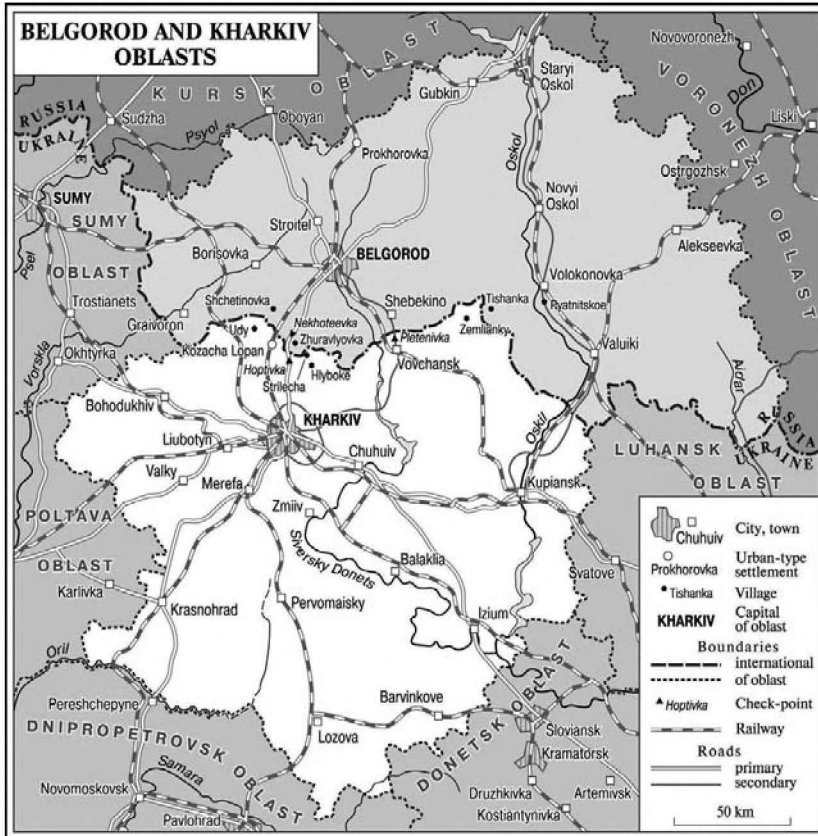 BELGOROD AND KHARKIV
OBLASTS
KURSK OBLAST
Novovoronezh
Staryi
Oskol
Gubkin
Don
VORONEZH OBLAST
Liski
RUSSIA
UKRAINE
Sudzha
Oboyan
Psyol
Prokhorovka
Oskol
Ostrgozhsk
SUMY
SUMY
OBLAST
Psel
Novyi
Oskol
Stroitel
Alekseevka
Borisovka
BELGOROD
Volokonovka
Trostianets
Shchetinovka
Shebekino
Tishanka
Ryatnitskoe
Graivoron
Nekhoteevka
Zemlianky
Udy
Zhuravlyovka
Pletenivka
Vorskla
Okhtyrka
Kozacha Lopan
Vovchansk
Valuiki
Hoptivka
Hlyboke
Strilecha
Aidar
Bohodukhiv
KHARKIV
RUSSIA
UKRAINE
Oskil
LUHANSK
OBLAST
Liubotyn
Chuhuiv
Valky
Merefa
Kupiansk
Zmiiv
POLTAVA
OBLAST
Siversky Donets
Balaklia
Svatove
Karlivka
Krasnohrad
Pervomaisky
Izium
Oril
Pereshchepyne
Barvinkove
DONETSK OBLAST
DNIPROPETROVSK OBLAST
Lozova
Sloviansk
Kramatorsk
Samara
Novomoskovsk
Druzhkivka
Artemivsk
Kostiantynivka
Pavlohrad
Chuhuiv
City, town
Prokhorovka
Urban-type
settlement
Tishanka
Village
KHARKIV
Capital
of oblast
Boundaries
international
of oblast
Hoptivka
Check-point
Railway
Roads
primary
secondary
50 km